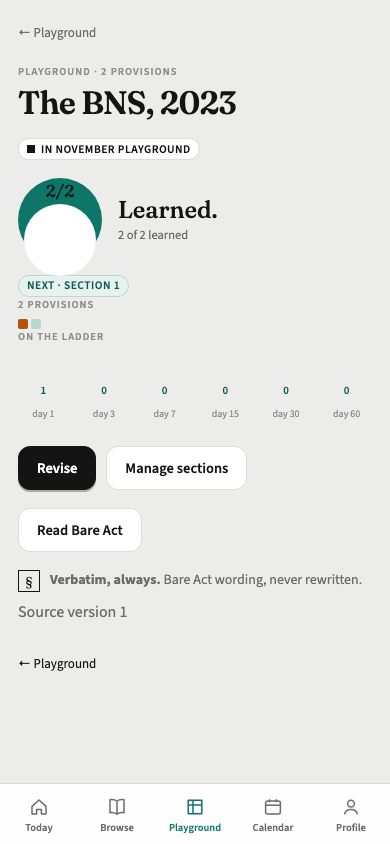 ← Playground
PLAYGROUND · 2 PROVISIONS
The BNS, 2023
IN NOVEMBER PLAYGROUND
2/2
Learned.
2 of 2 learned
NEXT · SECTION 1
2 PROVISIONS
ON THE LADDER
1 0 0 0 0 0
day 1 day 3 day 7 day 15 day 30 day 60
Revise Manage sections
Read Bare Act
§ Verbatim, always. Bare Act wording, never rewritten.
Source version 1
← Playground
Today Browse Playground Calendar Profile